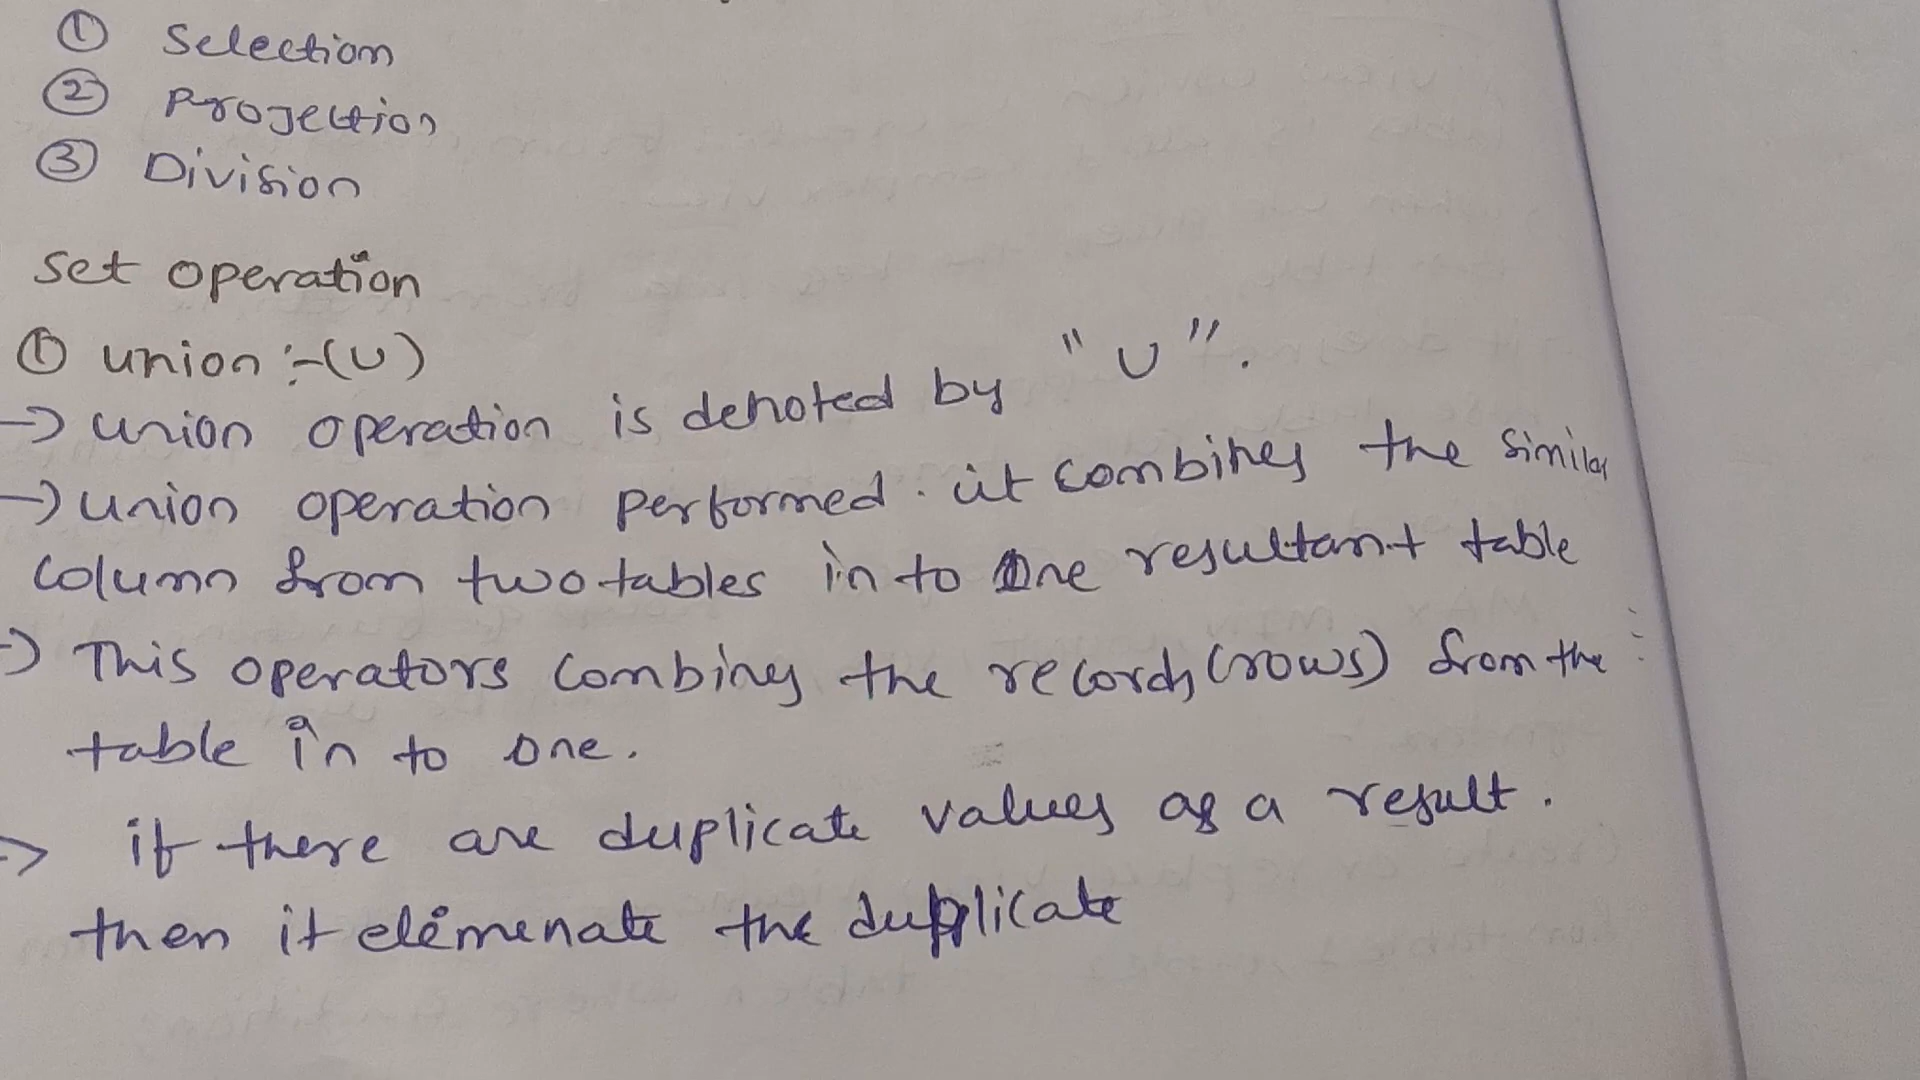 ① Selection
② Projection
③ Division
Set operation
① union :-(U)
→ union operation is denoted by "U".
→ union operation performed. it combines the similar
column from two tables in to one resultant table
→ This operators combines the records (rows) from the
table in to one.
→ if there are duplicate values as a result.
then it elemenate the duplicate